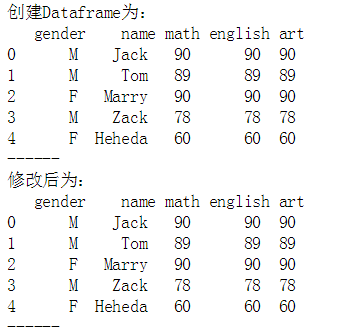 创建Dataframe为:
gender name math english art
0 M Jack 90 90 90
1 M Tom 89 89 89
2 F Marry 90 90 90
3 M Zack 78 78 78
4 F Heheda 60 60 60
------
修改后为:
gender name math english art
0 M Jack 90 90 90
1 M Tom 89 89 89
2 F Marry 90 90 90
3 M Zack 78 78 78
4 F Heheda 60 60 60
------